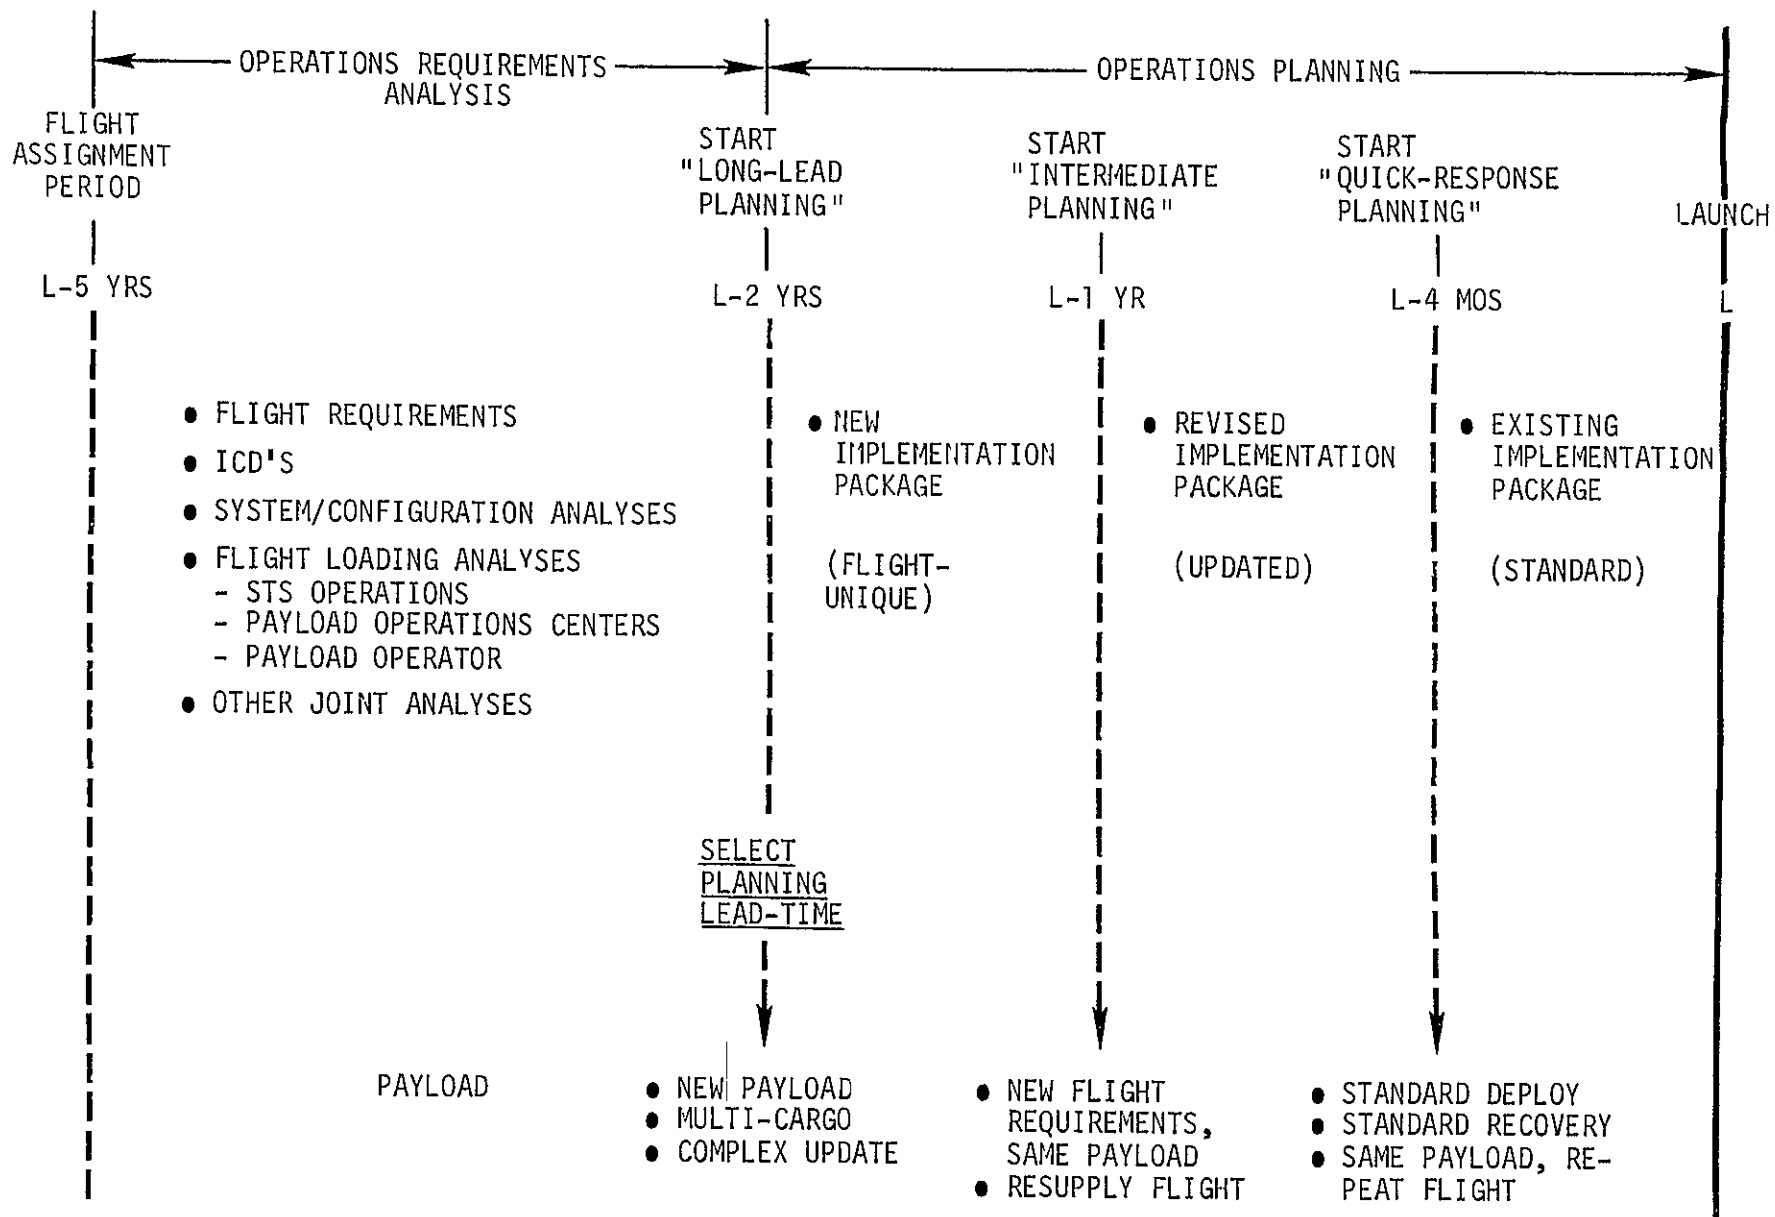 OPERATIONS REQUIREMENTS
ANALYSIS
OPERATIONS PLANNING
FLIGHT
ASSIGNMENT
PERIOD
START
"LONG-LEAD
PLANNING"
START
"INTERMEDIATE
PLANNING"
START
"QUICK-RESPONSE
PLANNING"
LAUNCH
L-5 YRS
L-2 YRS
L-1 YR
L-4 MOS
L
● FLIGHT REQUIREMENTS
● ICD'S
● SYSTEM/CONFIGURATION ANALYSES
● FLIGHT LOADING ANALYSES
- STS OPERATIONS
- PAYLOAD OPERATIONS CENTERS
- PAYLOAD OPERATOR
● OTHER JOINT ANALYSES
● NEW
IMPLEMENTATION
PACKAGE
(FLIGHT-
UNIQUE)
● REVISED
IMPLEMENTATION
PACKAGE
(UPDATED)
● EXISTING
IMPLEMENTATION
PACKAGE
(STANDARD)
SELECT
PLANNING
LEAD-TIME
PAYLOAD
● NEW PAYLOAD
● MULTI-CARGO
● COMPLEX UPDATE
● NEW FLIGHT
REQUIREMENTS,
SAME PAYLOAD
● RESUPPLY FLIGHT
● STANDARD DEPLOY
● STANDARD RECOVERY
● SAME PAYLOAD, RE-
PEAT FLIGHT